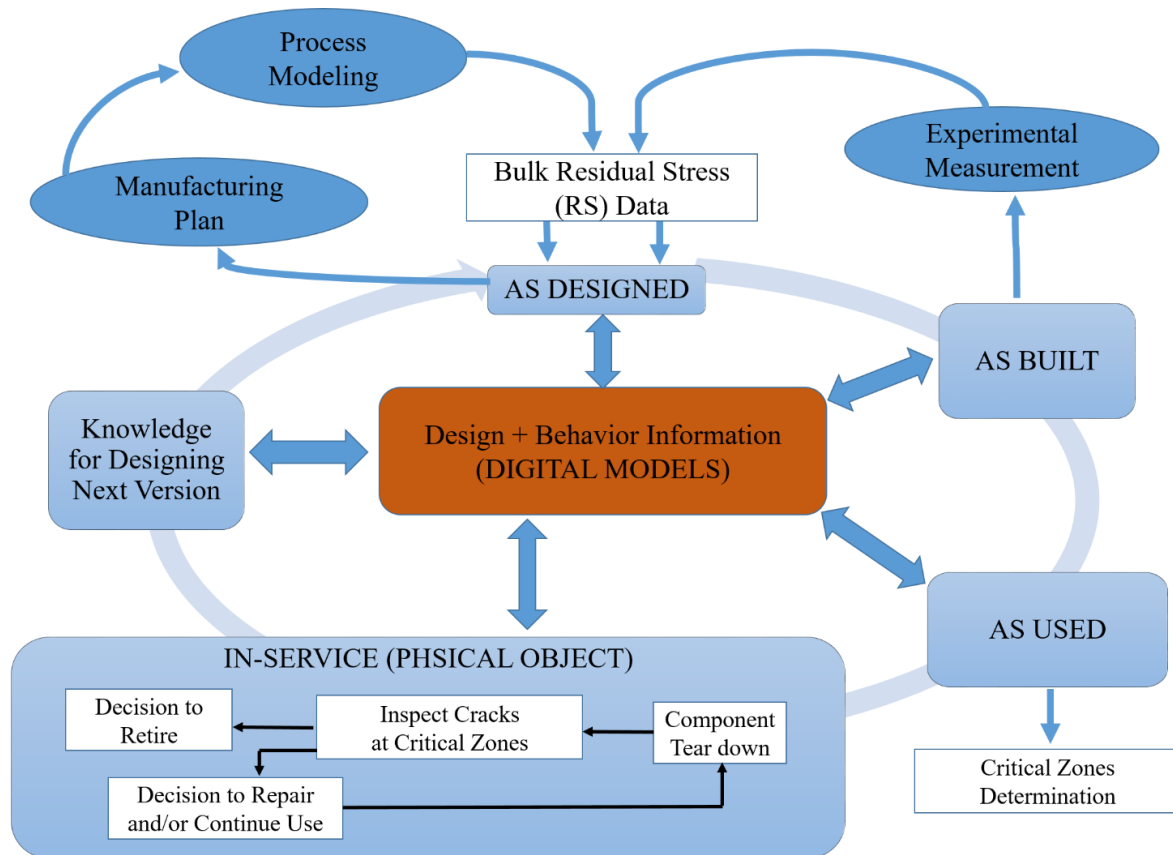 Process
Modeling
Experimental
Measurement
Bulk Residual Stress
(RS) Data
Manufacturing
Plan
AS DESIGNED
AS BUILT
Knowledge
for Designing
Next Version
Design + Behavior Information
(DIGITAL MODELS)
AS USED
IN-SERVICE (PHSICAL OBJECT)
Decision to
Retire
Inspect Cracks
at Critical Zones
Component
Tear down
Decision to Repair
and/or Continue Use
Critical Zones
Determination